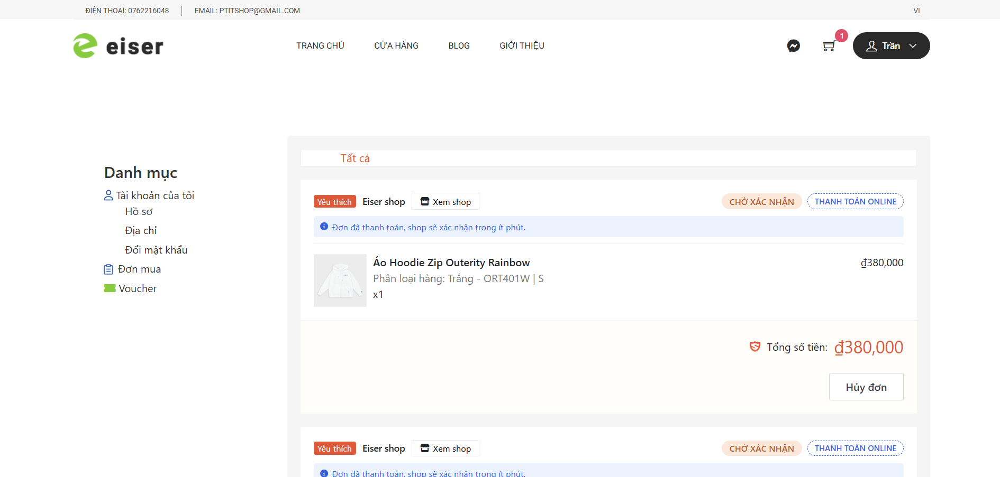 ĐIỆN THOẠI: 0762216048
EMAIL: PTITSHOP@GMAIL.COM
VI
eiser
TRANG CHỦ
CỬA HÀNG
BLOG
GIỚI THIỆU
1
Trần
Danh mục
Tài khoản của tôi
Hồ sơ
Địa chỉ
Đổi mật khẩu
Đơn mua
Voucher
Tất cả
Yêu thích Eiser shop Xem shop
CHỜ XÁC NHẬN THANH TOÁN ONLINE
Đơn đã thanh toán, shop sẽ xác nhận trong ít phút.
Áo Hoodie Zip Outerity Rainbow
₫380,000
Phân loại hàng: Trắng - ORT401W | S
x1
Tổng số tiền: ₫380,000
Hủy đơn
Yêu thích Eiser shop Xem shop
CHỜ XÁC NHẬN THANH TOÁN ONLINE
Đơn đã thanh toán, shop sẽ xác nhận trong ít phút.